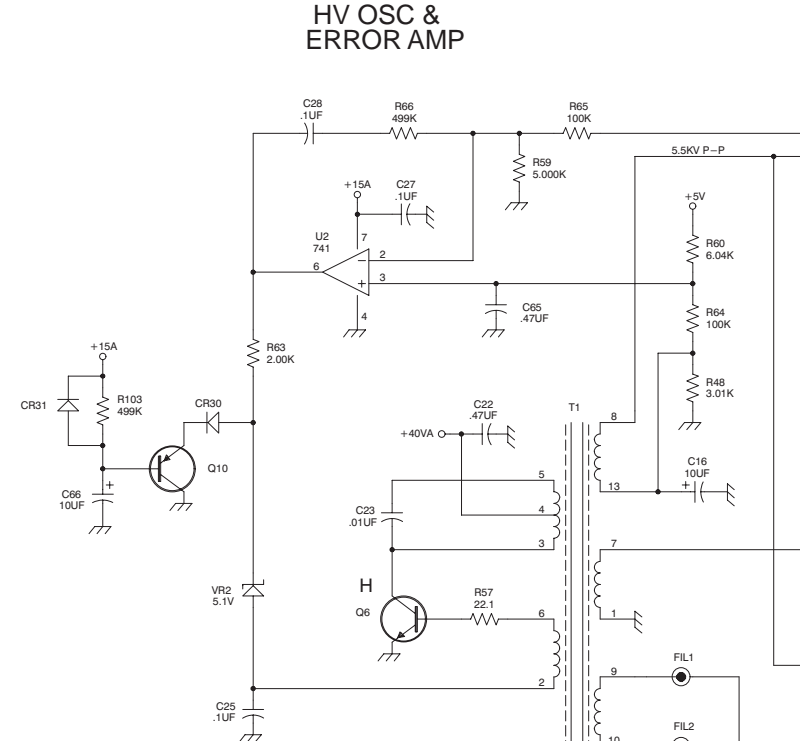 HV OSC &
ERROR AMP
C28
.1UF
R66
499K
R65
100K
R59
5.000K
5.5KV P−P
+15A
C27
.1UF
+5V
U2
741
7
2
6
3
4
R60
6.04K
C65
.47UF
R64
100K
R63
2.00K
+15A
R48
3.01K
CR31
R103
499K
CR30
Q10
C66
10UF
+
C22
.47UF
+40VA
T1
8
C16
10UF
+
13
5
4
3
C23
.01UF
7
H
Q6
R57
22.1
6
1
VR2
5.1V
2
C25
.1UF
9
FIL1
FIL2
10